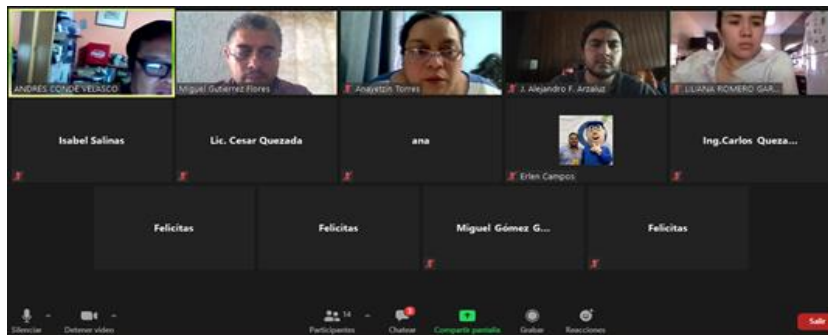 ANDRÉS CONDE VELASCO
Miguel Gutierrez Flores
Anayetzin Torres
J. Alejandro F. Arzaluz
LILIANA ROMERO GAR...
Isabel Salinas
Lic. Cesar Quezada
ana
Erlen Campos
Ing.Carlos Queza...
Felicitas
Felicitas
Miguel Gómez G...
Felicitas
Silenciar
Detener video
14
Participantes
3
Chatear
Compartir pantalla
Grabar
Reacciones
Salir